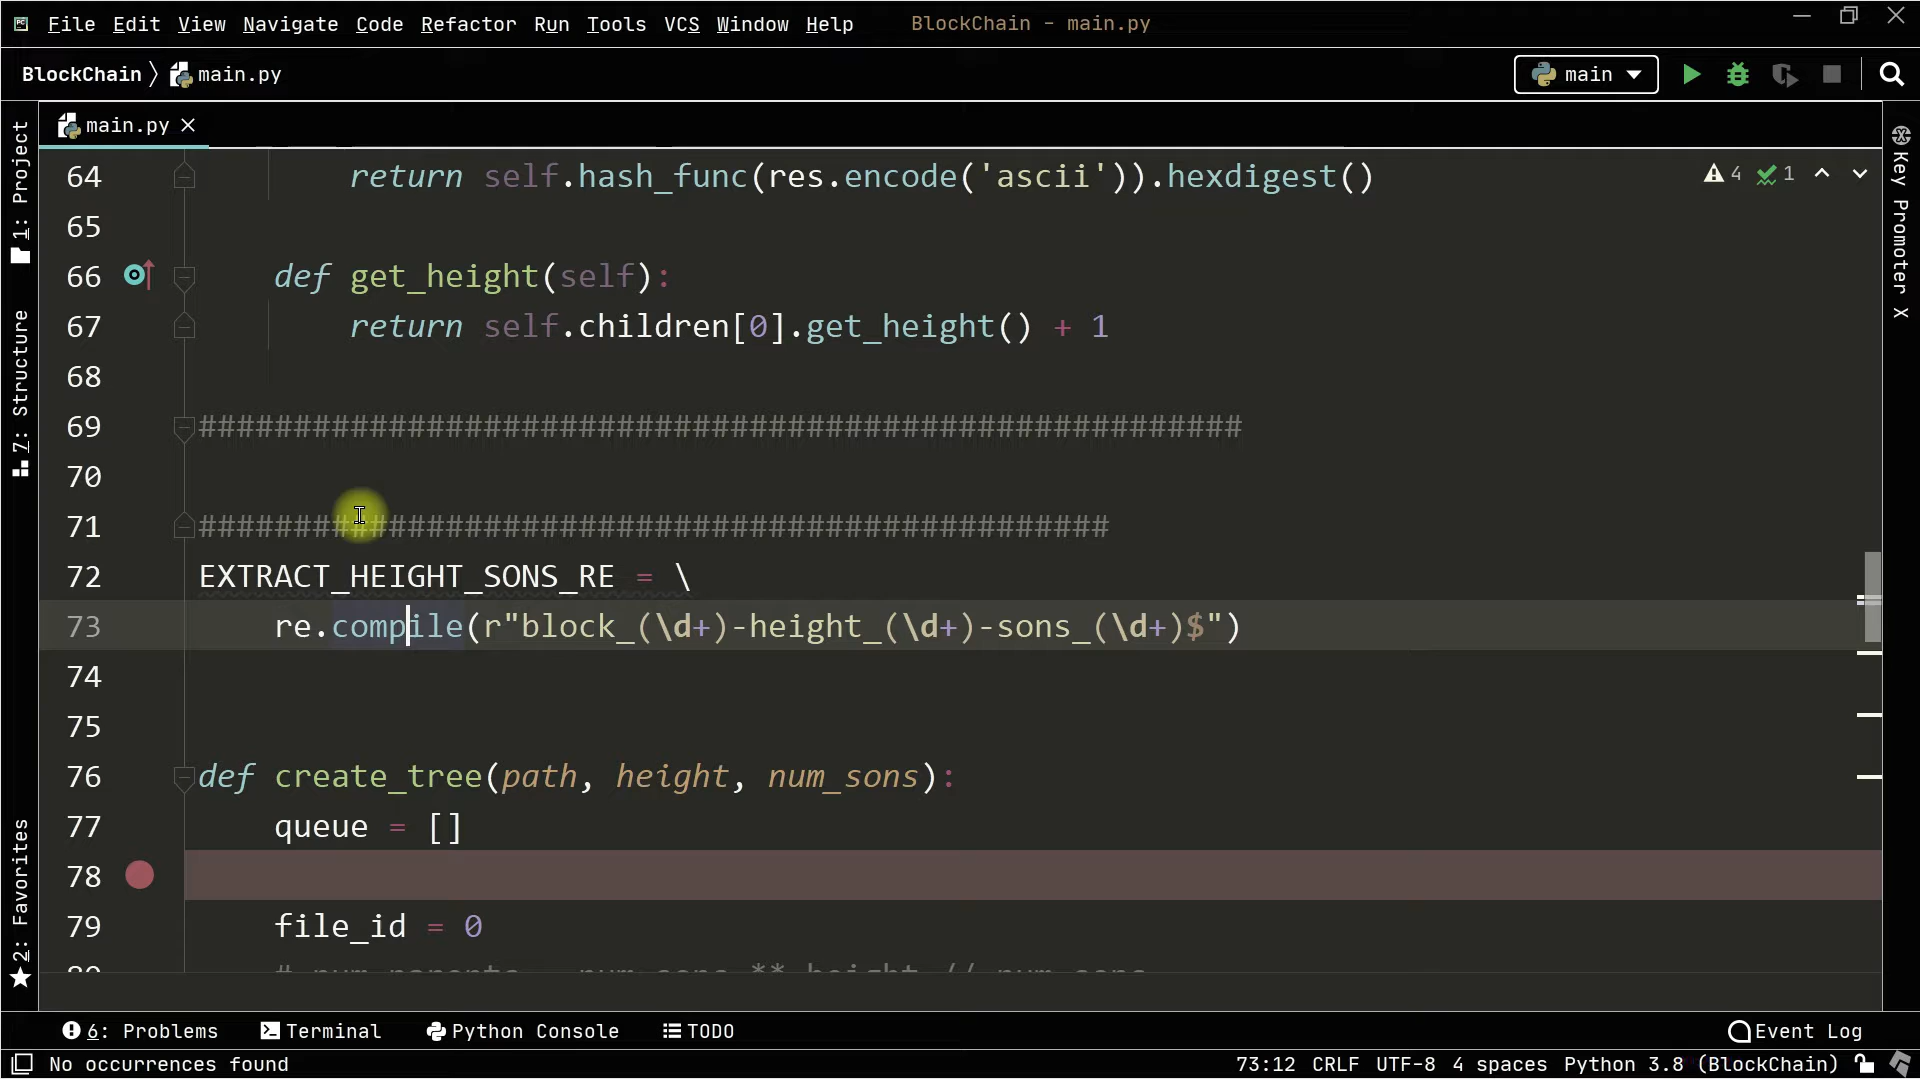 File Edit View Navigate Code Refactor Run Tools VCS Window Help BlockChain - main.py
BlockChain main.py main
main.py
1: Project
7: Structure
2: Favorites
Key Promoter X
4 1
64 return self.hash_func(res.encode('ascii')).hexdigest()
65
66 def get_height(self):
67 return self.children[0].get_height() + 1
68
69 #######################################################
70
71 ################################################
72 EXTRACT_HEIGHT_SONS_RE = \
73 re.compile(r"block_(\d+)-height_(\d+)-sons_(\d+)$")
74
75
76 def create_tree(path, height, num_sons):
77 queue = []
78
79 file_id = 0
80 # num_parents = num_sons ** height // num_sons
6: Problems Terminal Python Console TODO Event Log
No occurrences found 73:12 CRLF UTF-8 4 spaces Python 3.8 (BlockChain)